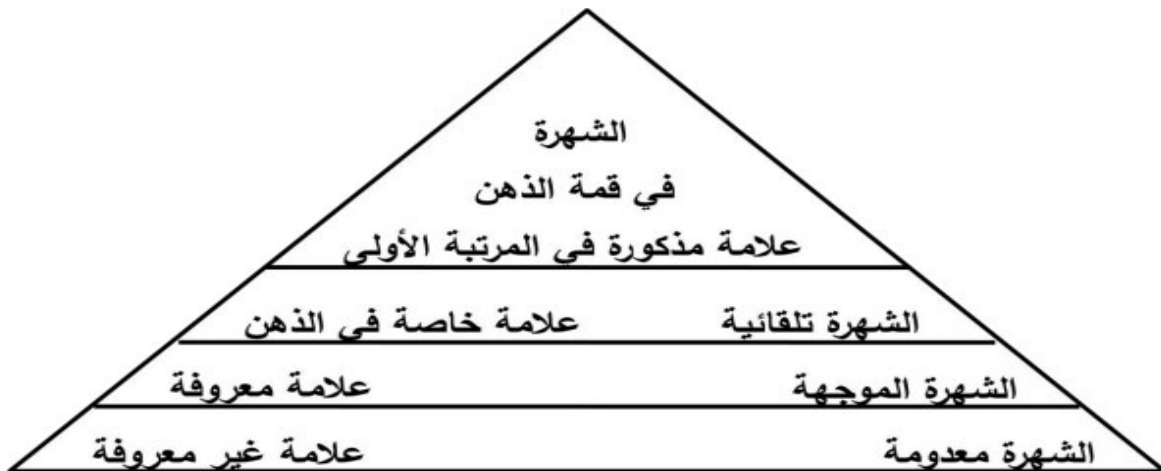 الشهرة
في قمة الذهن
علامة مذكورة في المرتبة الأولى
الشهرة تلقائية علامة خاصة في الذهن
الشهرة الموجهة علامة معروفة
الشهرة معدومة علامة غير معروفة